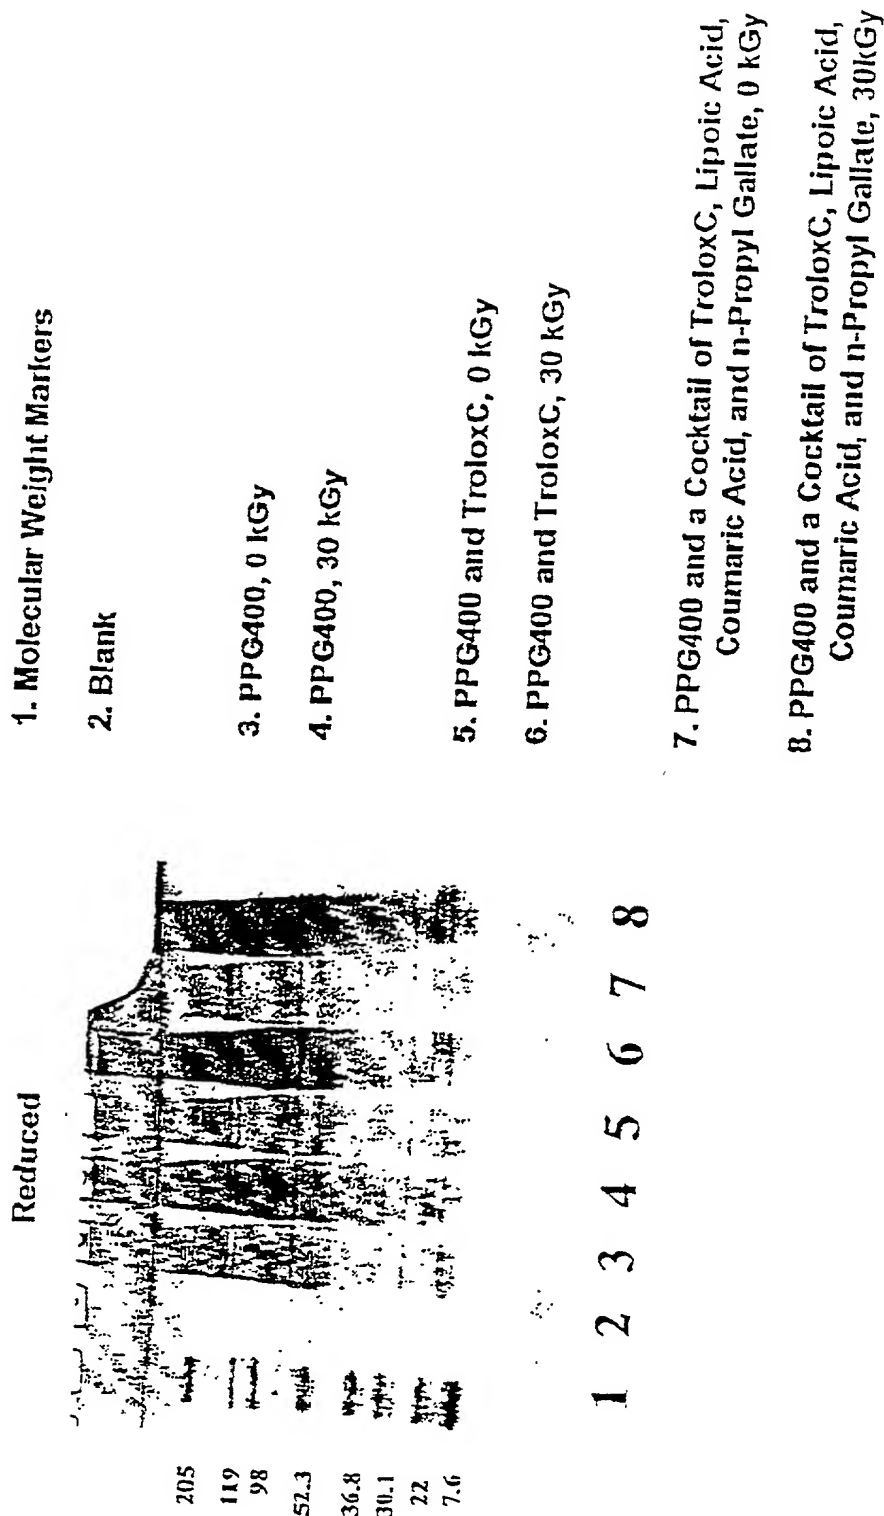 Reduced
205
119
98
52.3
36.8
30.1
22
7.6
1 2 3 4 5 6 7 8
1. Molecular Weight Markers
2. Blank
3. PPG400, 0 kGy
4. PPG400, 30 kGy
5. PPG400 and TroloxC, 0 kGy
6. PPG400 and TroloxC, 30 kGy
7. PPG400 and a Cocktail of TroloxC, Lipoic Acid,
Coumaric Acid, and n-Propyl Gallate, 0 kGy
8. PPG400 and a Cocktail of TroloxC, Lipoic Acid,
Coumaric Acid, and n-Propyl Gallate, 30kGy